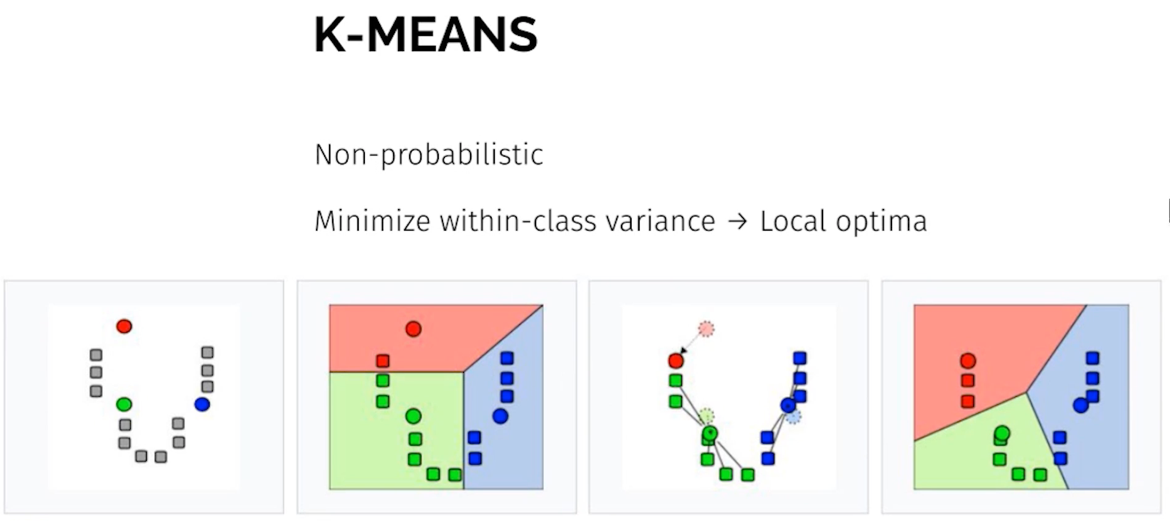 K-MEANS
Non-probabilistic
Minimize within-class variance → Local optima